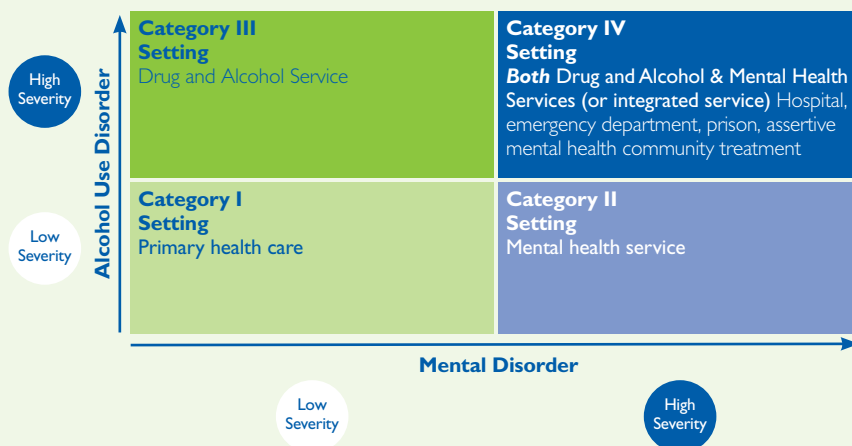 Category III
Setting
Drug and Alcohol Service
Category IV
Setting
Both Drug and Alcohol & Mental Health
Services (or integrated service) Hospital,
emergency department, prison, assertive
mental health community treatment
High
Severity
Alcohol Use Disorder
Low
Severity
Category I
Setting
Primary health care
Category II
Setting
Mental health service
Mental Disorder
Low
Severity
High
Severity